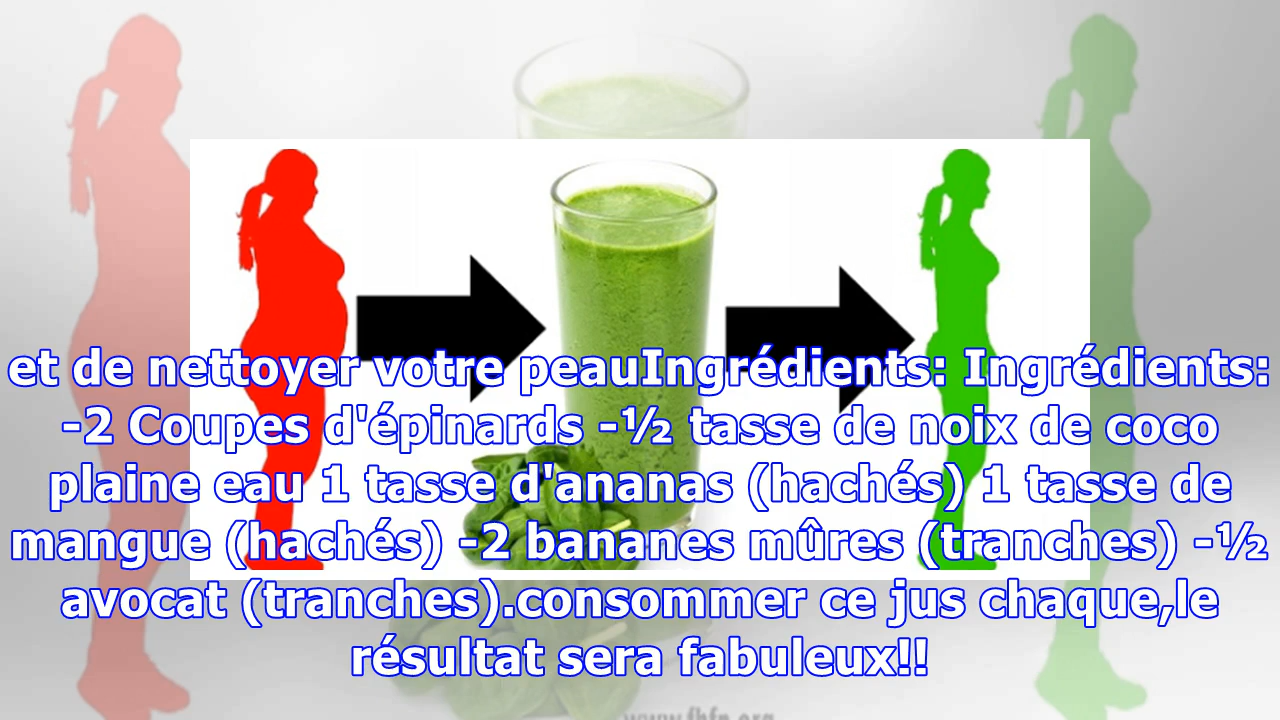 et de nettoyer votre peauIngrédients: Ingrédients:
-2 Coupes d'épinards -½ tasse de noix de coco
plaine eau 1 tasse d'ananas (hachés) 1 tasse de
mangue (hachés) -2 bananes mûres (tranches) -½
avocat (tranches).consommer ce jus chaque,le
résultat sera fabuleux!!